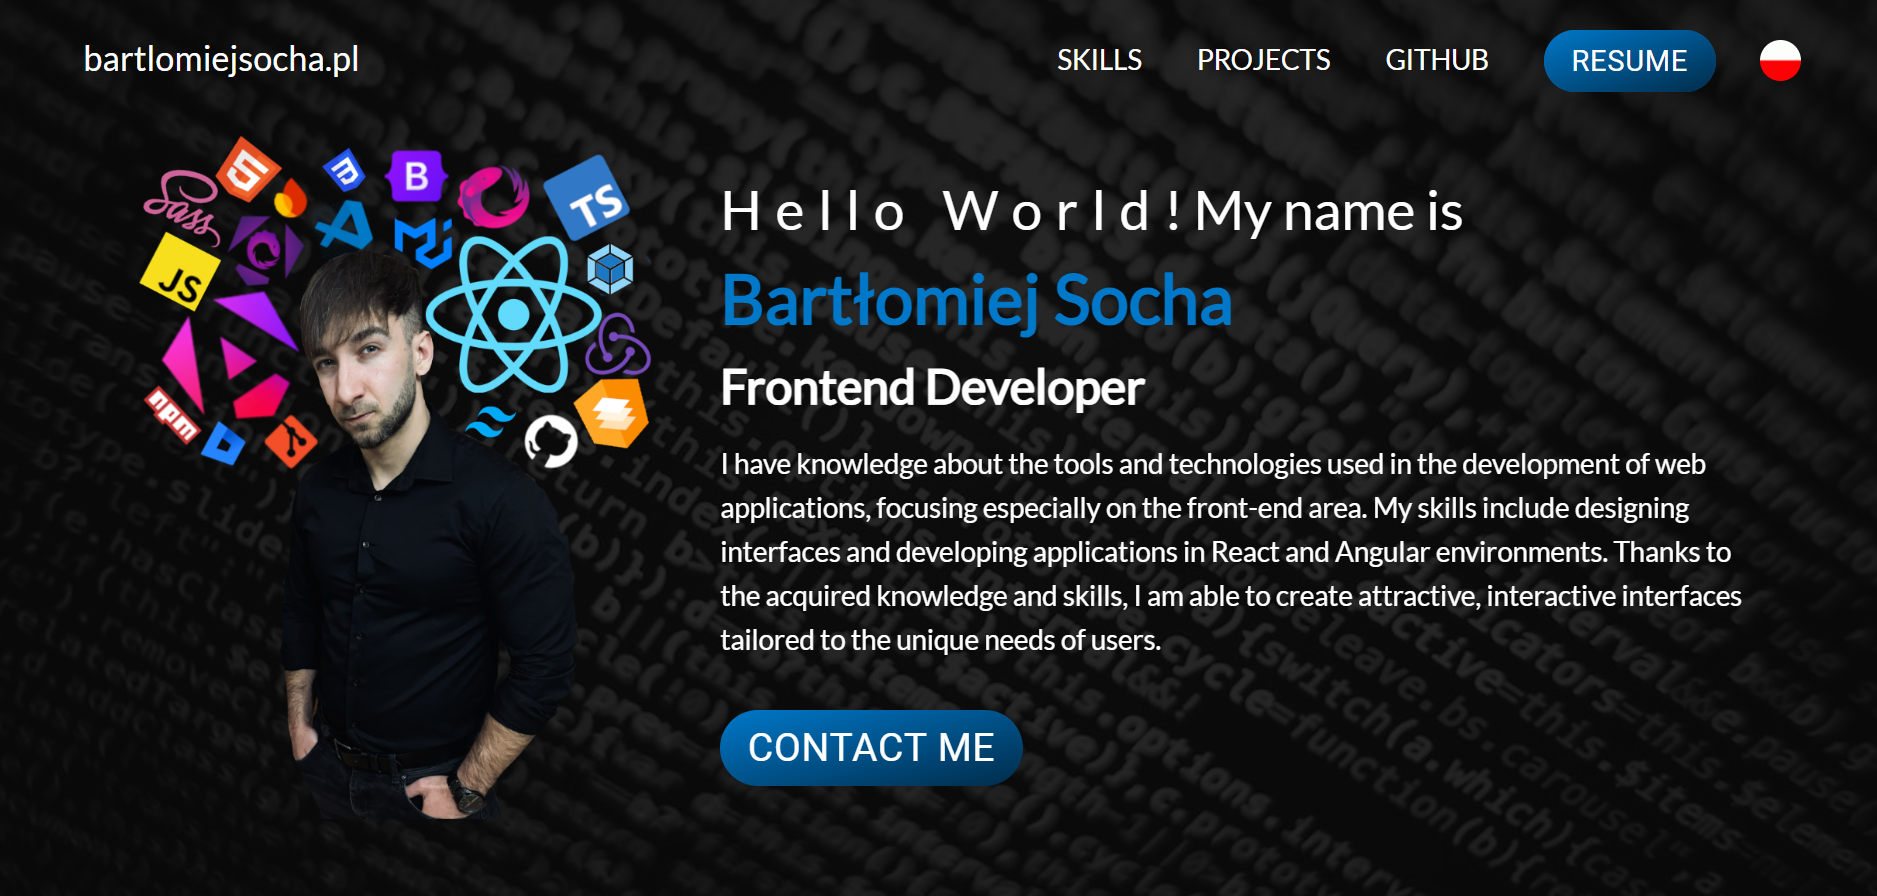 bartlomiejsocha.pl
SKILLS
PROJECTS
GITHUB
RESUME
Sass
B
TS
JS
npm
Hello World! My name is
Bartłomiej Socha
Frontend Developer
I have knowledge about the tools and technologies used in the development of web
applications, focusing especially on the front-end area. My skills include designing
interfaces and developing applications in React and Angular environments. Thanks to
the acquired knowledge and skills, I am able to create attractive, interactive interfaces
tailored to the unique needs of users.
CONTACT ME